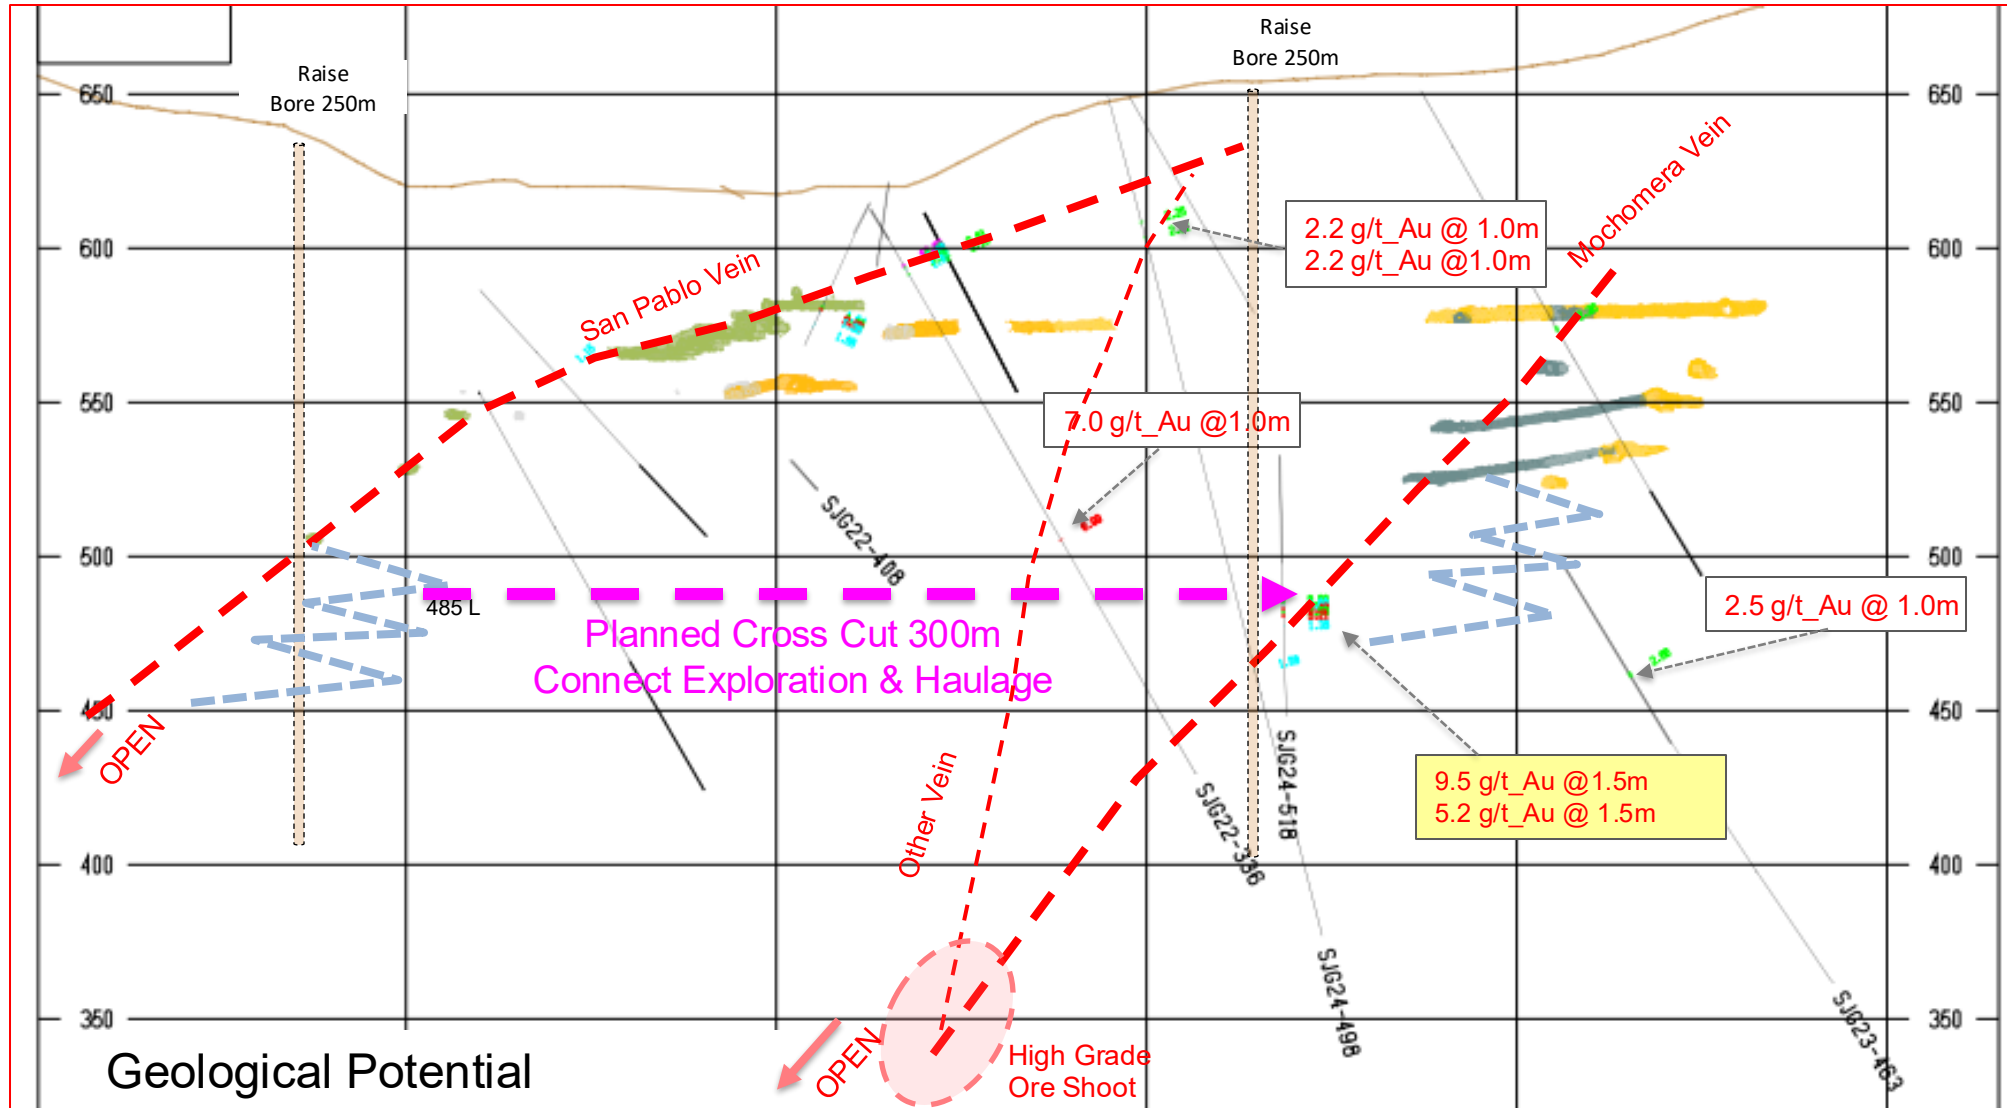 Raise
Bore 250m
Raise
Bore 250m
650
650
Mochomera Vein
2.2 g/t_Au @ 1.0m
2.2 g/t_Au @1.0m
600
600
San Pablo Vein
550
550
7.0 g/t_Au @1.0m
SJG22-408
500
500
485 L
2.5 g/t_Au @ 1.0m
Planned Cross Cut 300m
Connect Exploration & Haulage
450
450
OPEN
SJG24-518
9.5 g/t_Au @1.5m
5.2 g/t_Au @ 1.5m
Other Vein
SJG22-336
400
400
SJG24-498
SJG23-463
350
350
Geological Potential
OPEN
High Grade
Ore Shoot